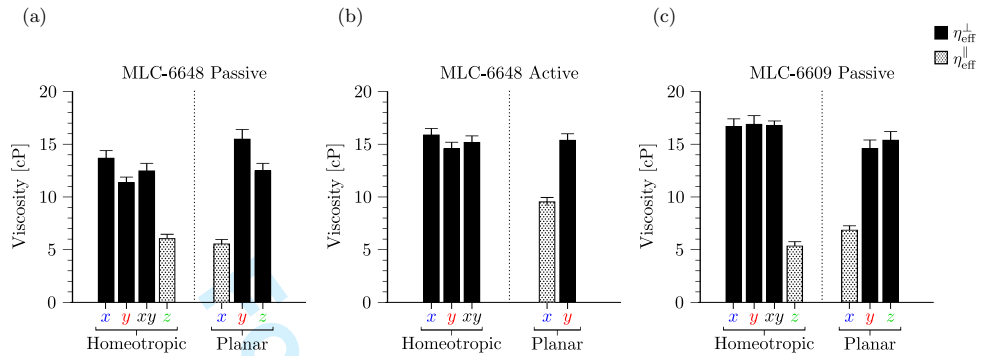 (a)
(b)
(c)
η⊥eff
η∥eff
MLC-6648 Passive
MLC-6648 Active
MLC-6609 Passive
Viscosity [cP]
20
15
10
5
0
x y xy z x y z
Homeotropic Planar
Viscosity [cP]
20
15
10
5
0
x y xy x y
Homeotropic Planar
Viscosity [cP]
20
15
10
5
0
x y xy z x y z
Homeotropic Planar